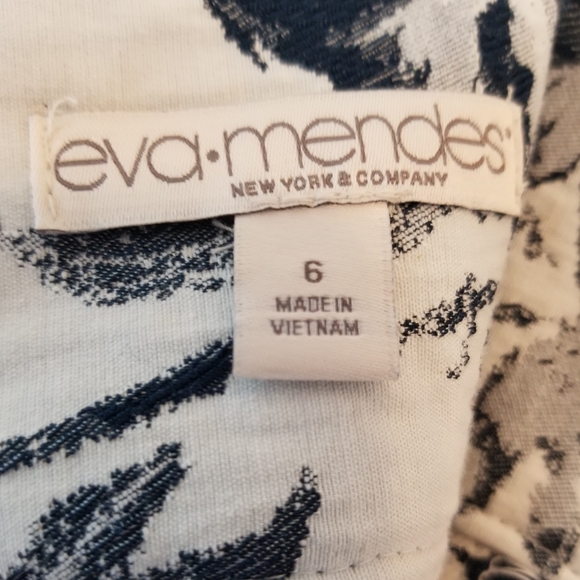 eva•mendes
NEW YORK & COMPANY
6
MADE IN
VIETNAM